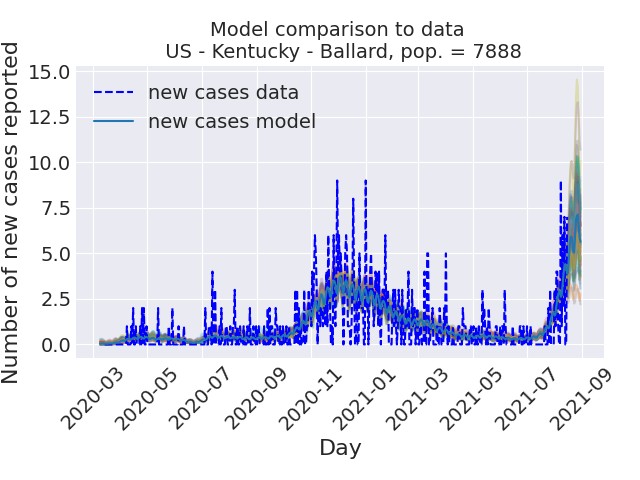 Model comparison to data
US - Kentucky - Ballard, pop. = 7888
Number of new cases reported
15.0
12.5
10.0
7.5
5.0
2.5
0.0
new cases data
new cases model
2020-03
2020-05
2020-07
2020-09
2020-11
2021-01
2021-03
2021-05
2021-07
2021-09
Day